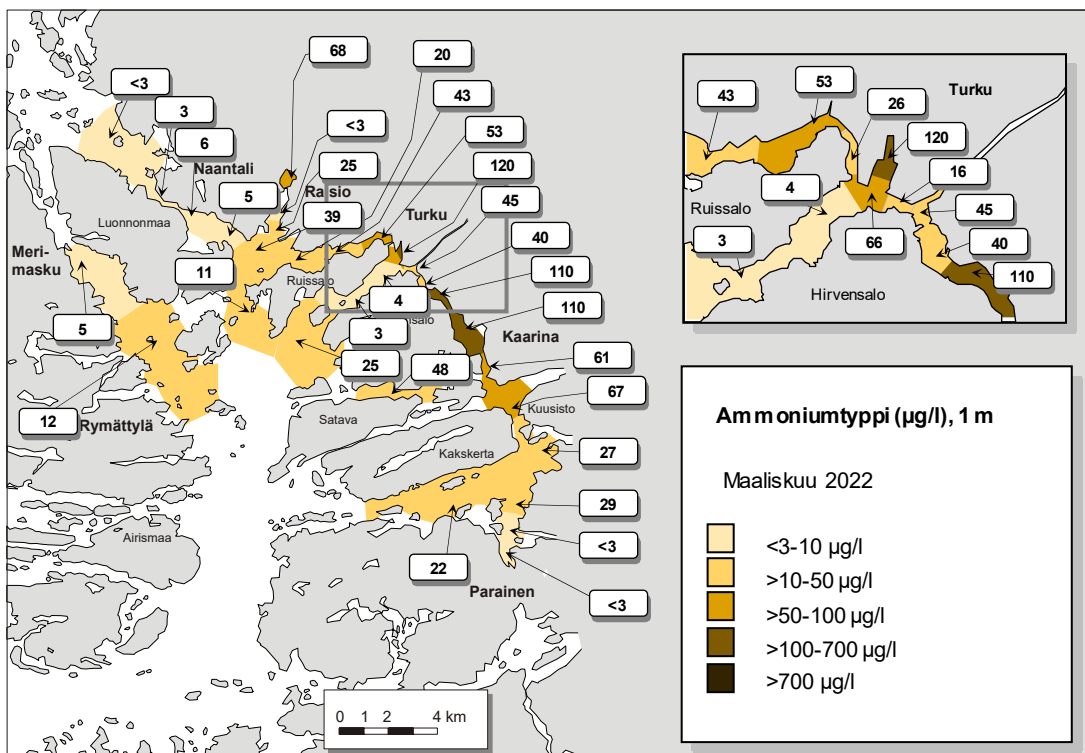 68
20
<3
43
3
<3
53
6
Naantali
25
120
Raisio
5
39
Turku
45
Luonnonmaa
40
Meri-
masku
11
Ruissalo
110
4
110
3
Kaarina
5
25
61
48
67
Satava
Kuusisto
12
Rymättylä
27
Kakskerta
29
Airismaa
<3
22
Parainen
<3
0 1 2 4 km
53
43
26
Turku
120
4
16
Ruissalo
45
3
66
40
110
Hirvensalo
Ammoniumtyppi (µg/l), 1 m
Maaliskuu 2022
<3-10 µg/l
>10-50 µg/l
>50-100 µg/l
>100-700 µg/l
>700 µg/l